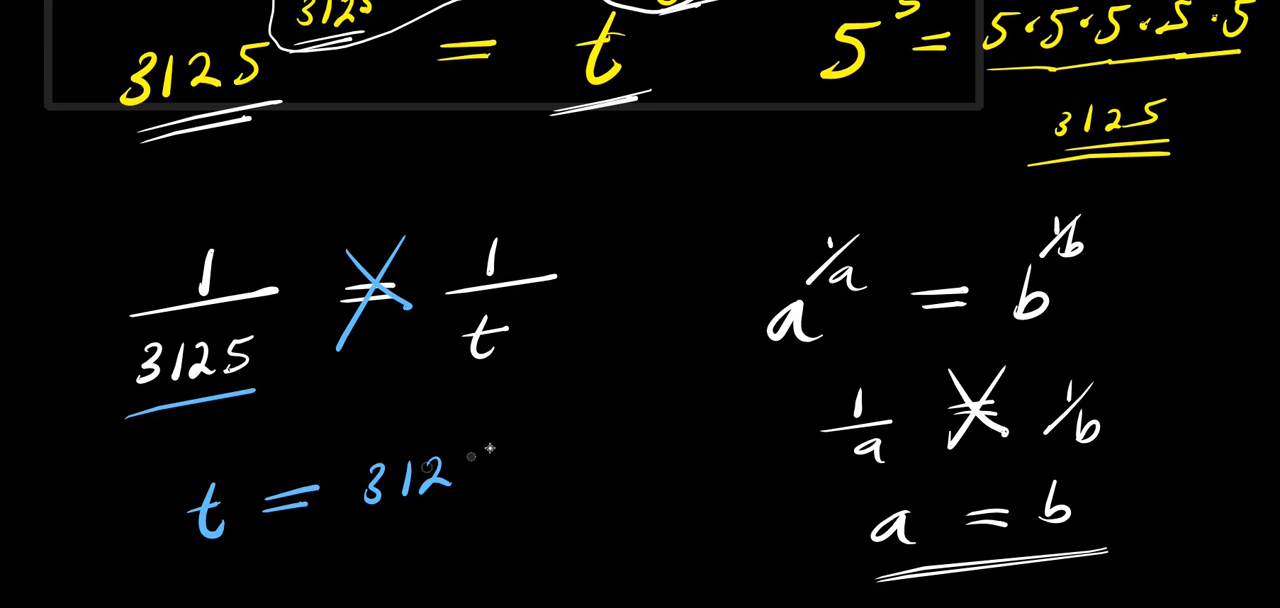 3125
3125 = t
5^5 = 5·5·5·5·5
3125
1/3125 = 1/t
a^(1/a) = b^(1/b)
1/a = 1/b
t = 312
a = b